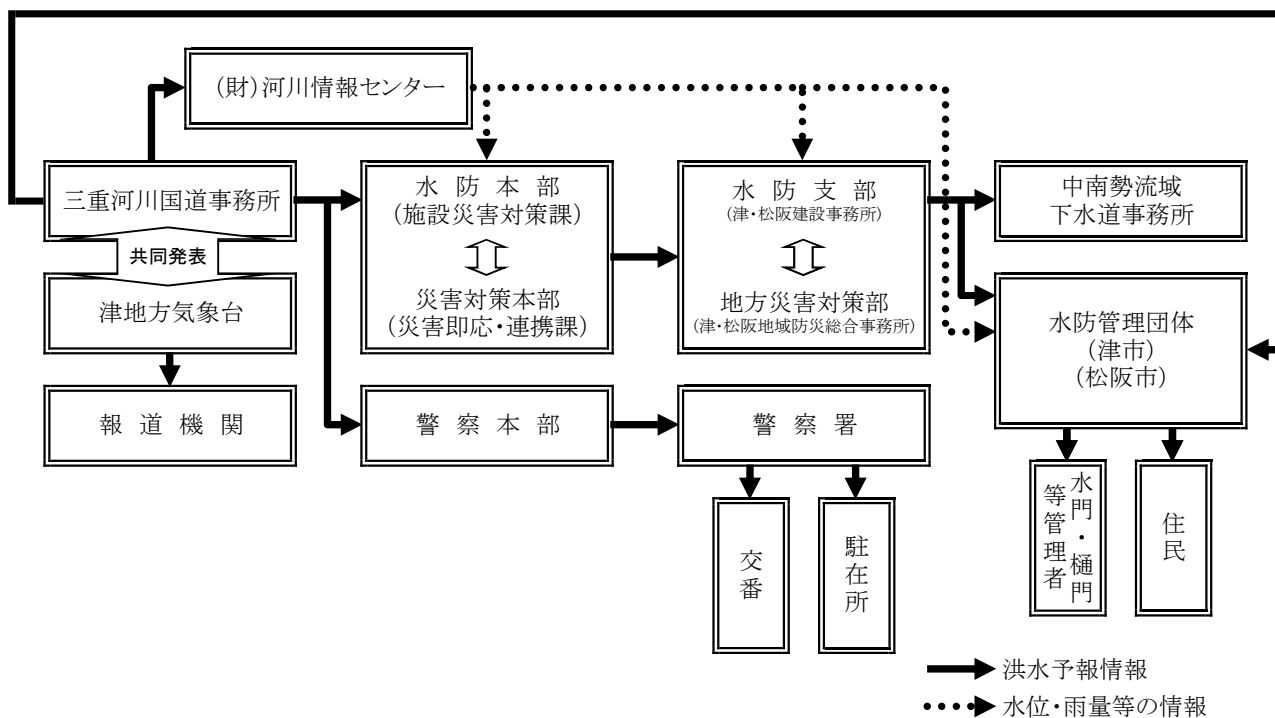 (財)河川情報センター
三重河川国道事務所
共同発表
津地方気象台
報道機関
水防本部
(施設災害対策課)
災害対策本部
(災害即応・連携課)
警察本部
水防支部
(津・松阪建設事務所)
地方災害対策部
(津・松阪地域防災総合事務所)
警察署
交番
駐在所
中南勢流域
下水道事務所
水防管理団体
(津市)
(松阪市)
水門・樋門
等管理者
住民
洪水予報情報
水位・雨量等の情報